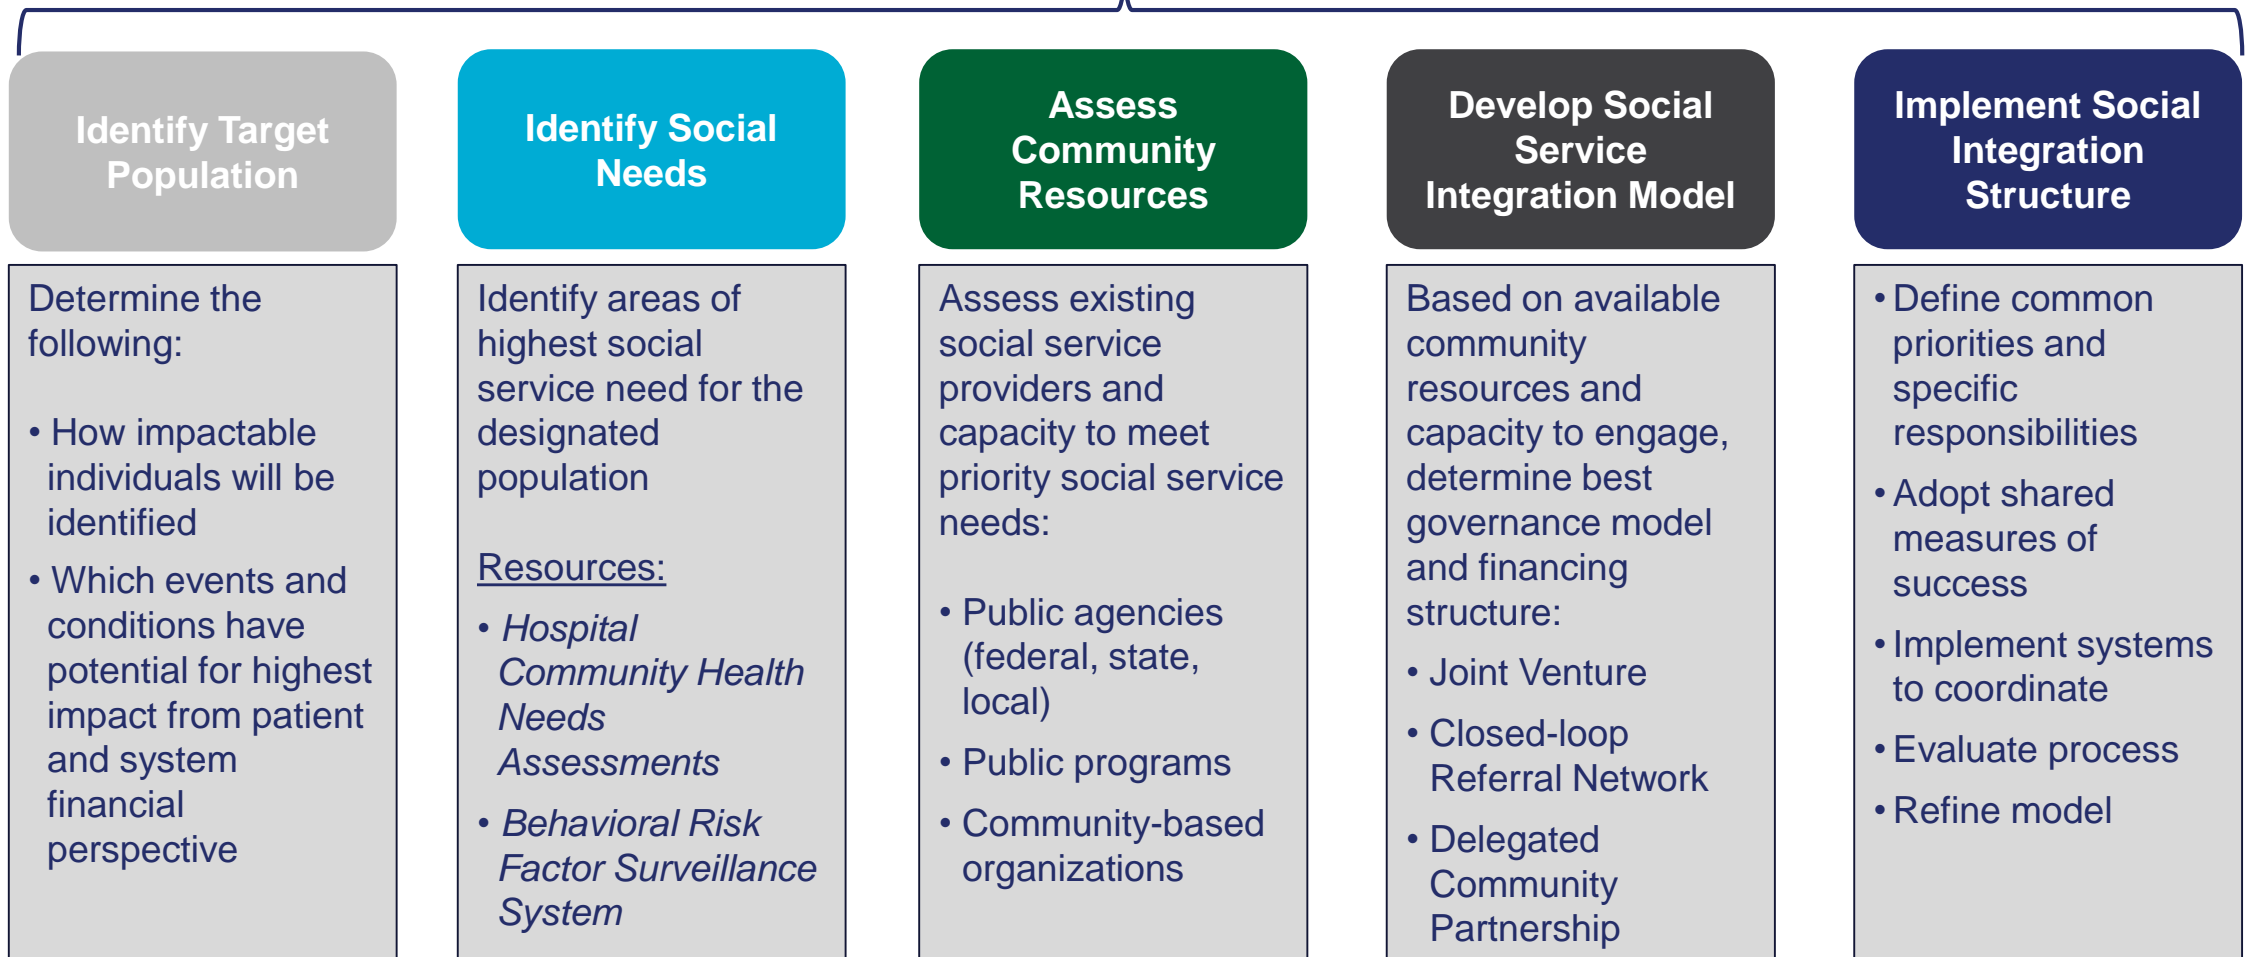 Identify Target
Population
Determine the
following:
• How impactable
individuals will be
identified
• Which events and
conditions have
potential for highest
impact from patient
and system
financial
perspective
Identify Social
Needs
Identify areas of
highest social
service need for the
designated
population
Resources:
• Hospital
Community Health
Needs
Assessments
• Behavioral Risk
Factor Surveillance
System
Assess
Community
Resources
Assess existing
social service
providers and
capacity to meet
priority social service
needs:
• Public agencies
(federal, state,
local)
• Public programs
• Community-based
organizations
Develop Social
Service
Integration Model
Based on available
community
resources and
capacity to engage,
determine best
governance model
and financing
structure:
• Joint Venture
• Closed-loop
Referral Network
• Delegated
Community
Partnership
Implement Social
Integration
Structure
• Define common
priorities and
specific
responsibilities
• Adopt shared
measures of
success
• Implement systems
to coordinate
• Evaluate process
• Refine model